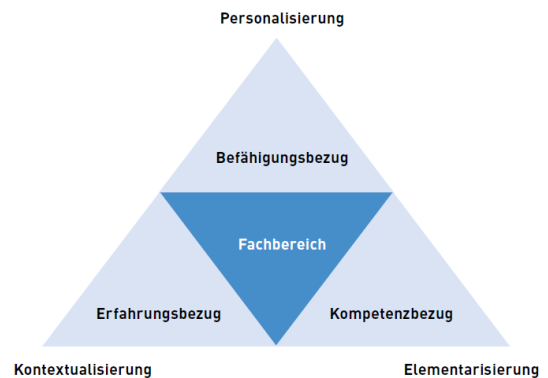 Personalisierung
Befähigungsbezug
Fachbereich
Erfahrungsbezug
Kompetenzbezug
Kontextualisierung
Elementarisierung